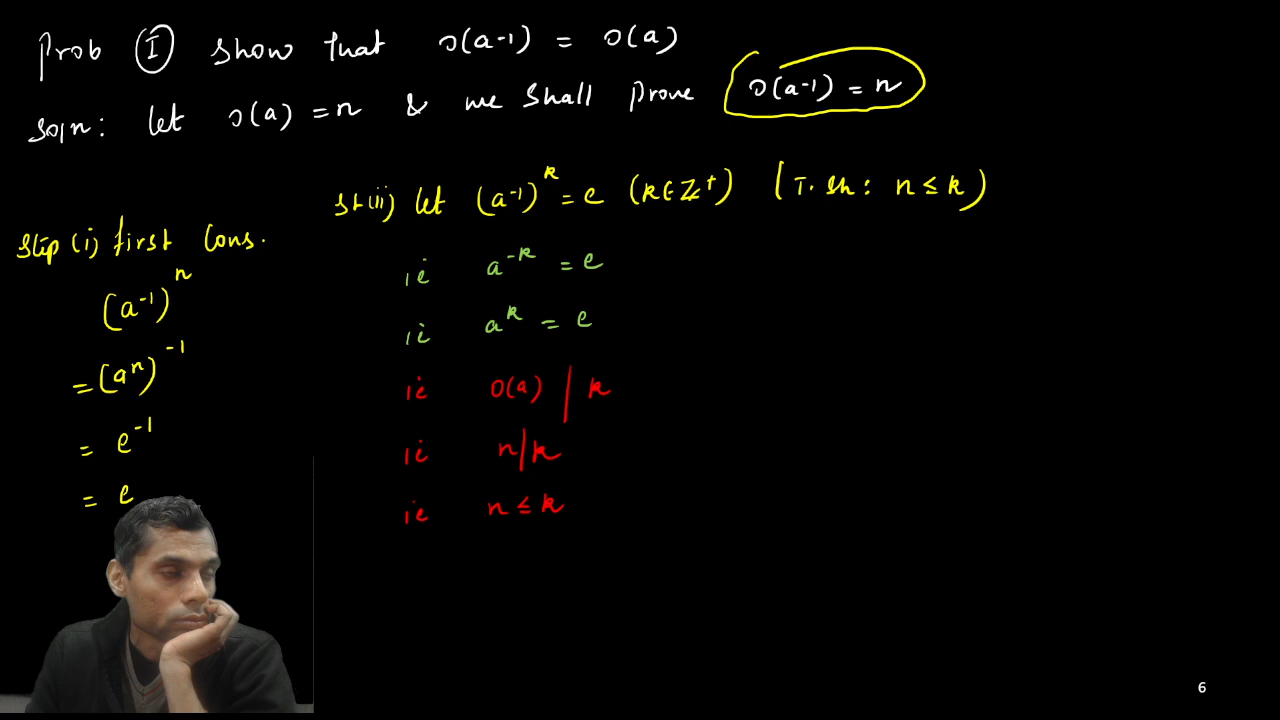 Prob (I) Show that o(a-1) = o(a)
Soln: let o(a) = n & we shall prove o(a-1) = n
Step (i) first Cons.
(a-1)^n
= (a^n)^-1
= e^-1
= e
St(ii) let (a-1)^k = e (k∈Z+) (T. Sh: n ≤ k)
ie a^-k = e
ie a^k = e
ie o(a) | k
ie n|k
ie n ≤ k
6